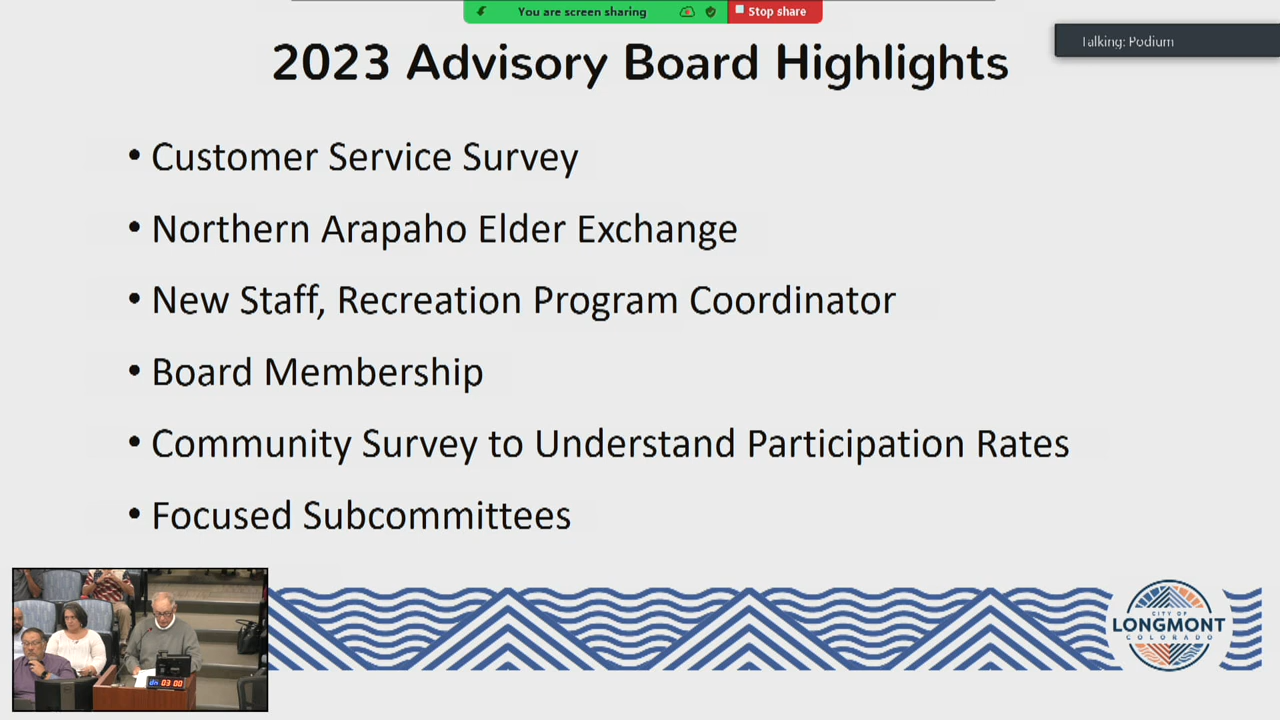 You are screen sharing
Stop share
Talking: Podium
2023 Advisory Board Highlights
• Customer Service Survey
• Northern Arapaho Elder Exchange
• New Staff, Recreation Program Coordinator
• Board Membership
• Community Survey to Understand Participation Rates
• Focused Subcommittees
CITY OF
LONGMONT
COLORADO
03 00